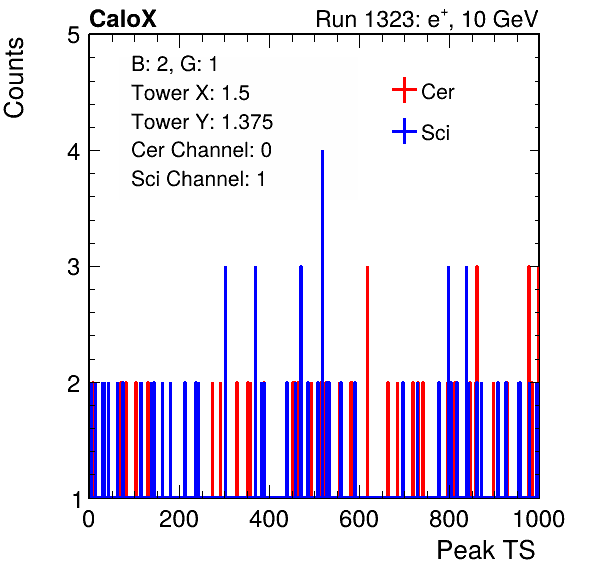 CaloX Run 1323: e⁺, 10 GeV
Counts
5
4
3
2
1
B: 2, G: 1
Tower X: 1.5
Tower Y: 1.375
Cer Channel: 0
Sci Channel: 1
Cer
Sci
0 200 400 600 800 1000
Peak TS